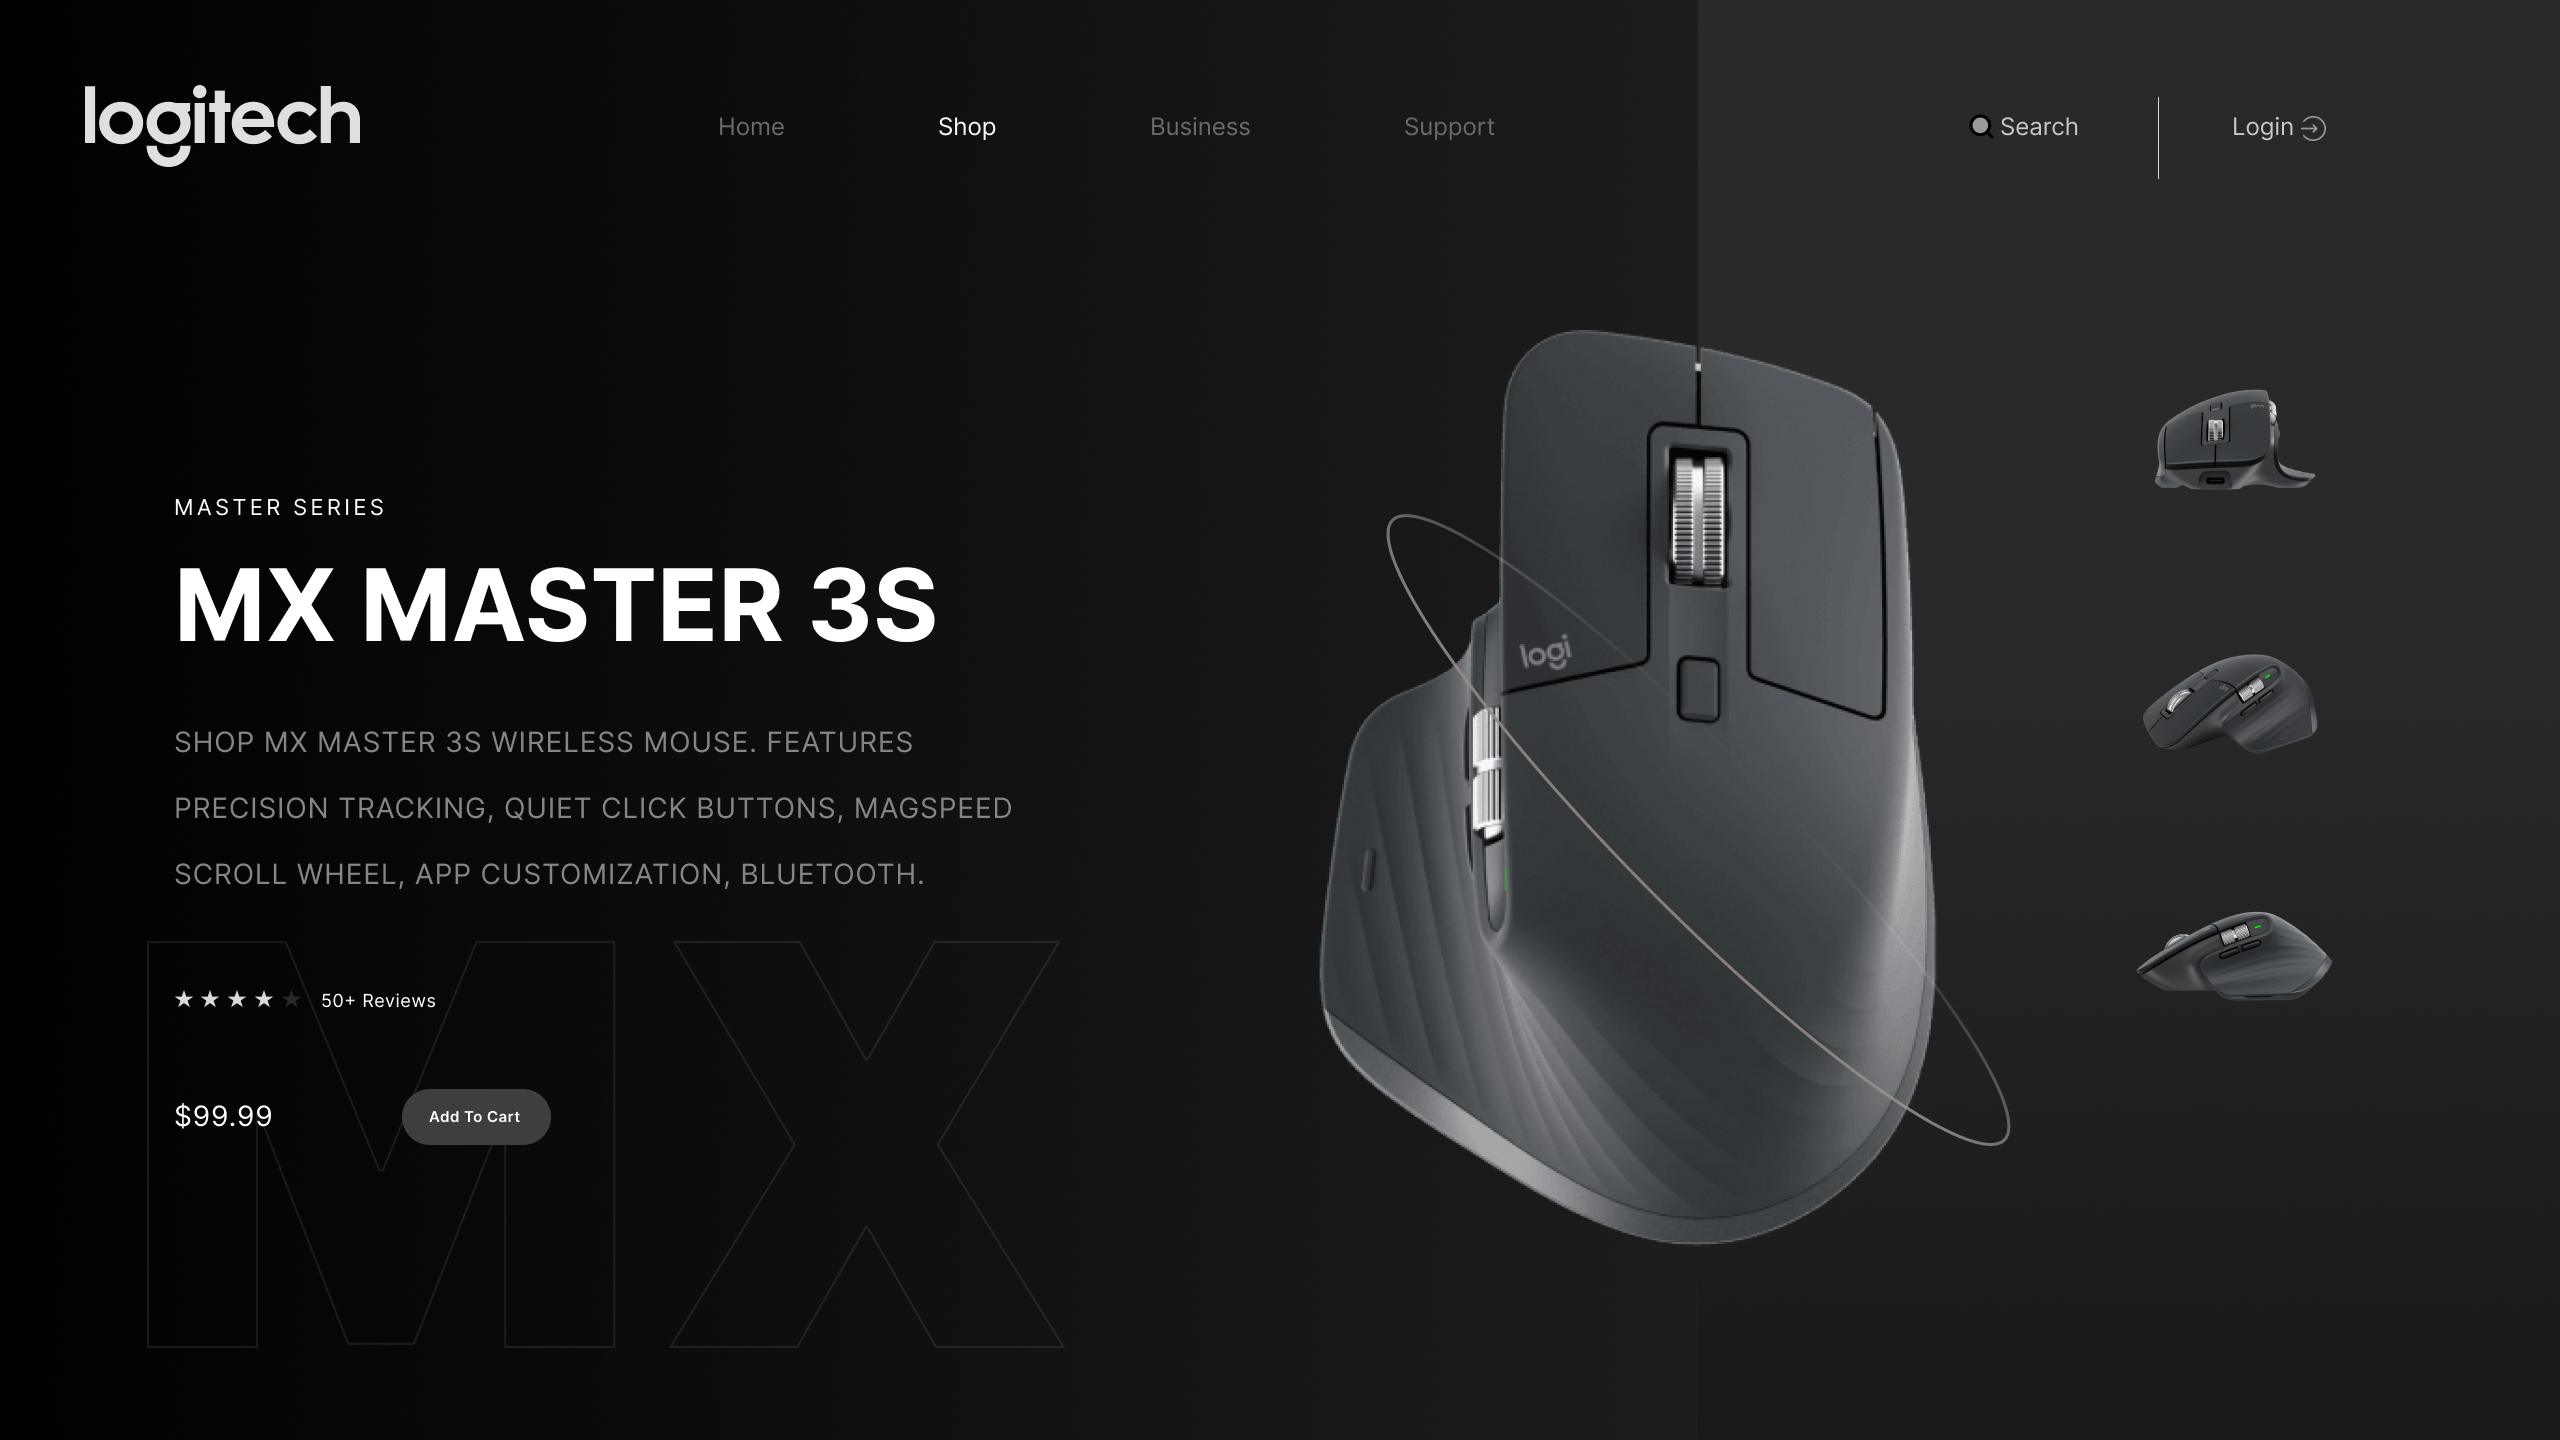 logitech
Home
Shop
Business
Support
Search
Login
MASTER SERIES
MX MASTER 3S
SHOP MX MASTER 3S WIRELESS MOUSE. FEATURES
PRECISION TRACKING, QUIET CLICK BUTTONS, MAGSPEED
SCROLL WHEEL, APP CUSTOMIZATION, BLUETOOTH.
50+ Reviews
$99.99
Add To Cart
MX
logi